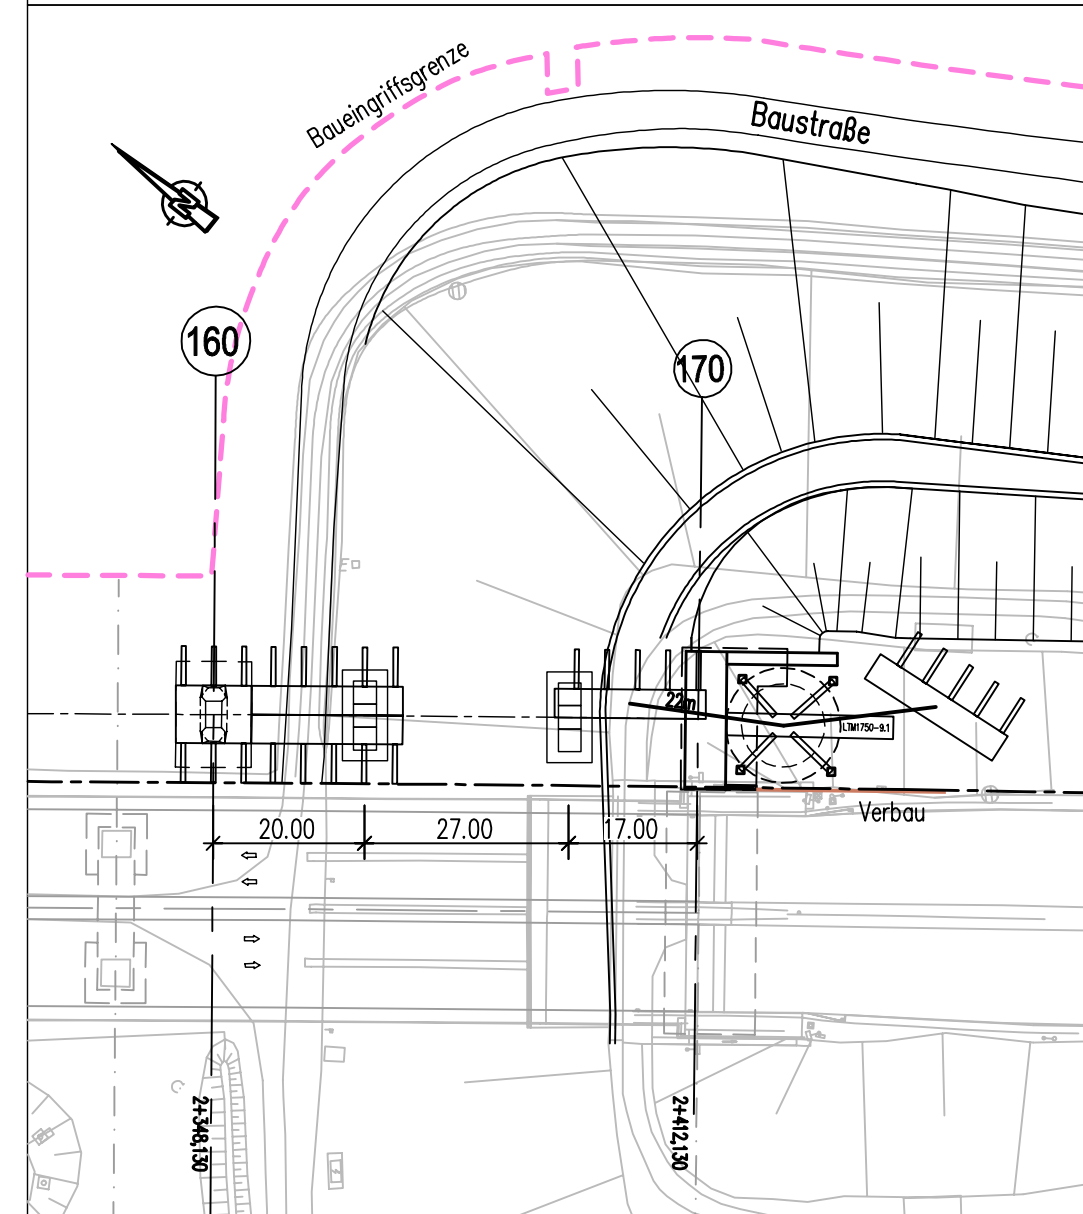 Baueingriffsgrenze
Baustraße
N
160
170
22m
LTM1750-9.1
Verbau
20.00
27.00
17.00
2+348,130
2+412,130